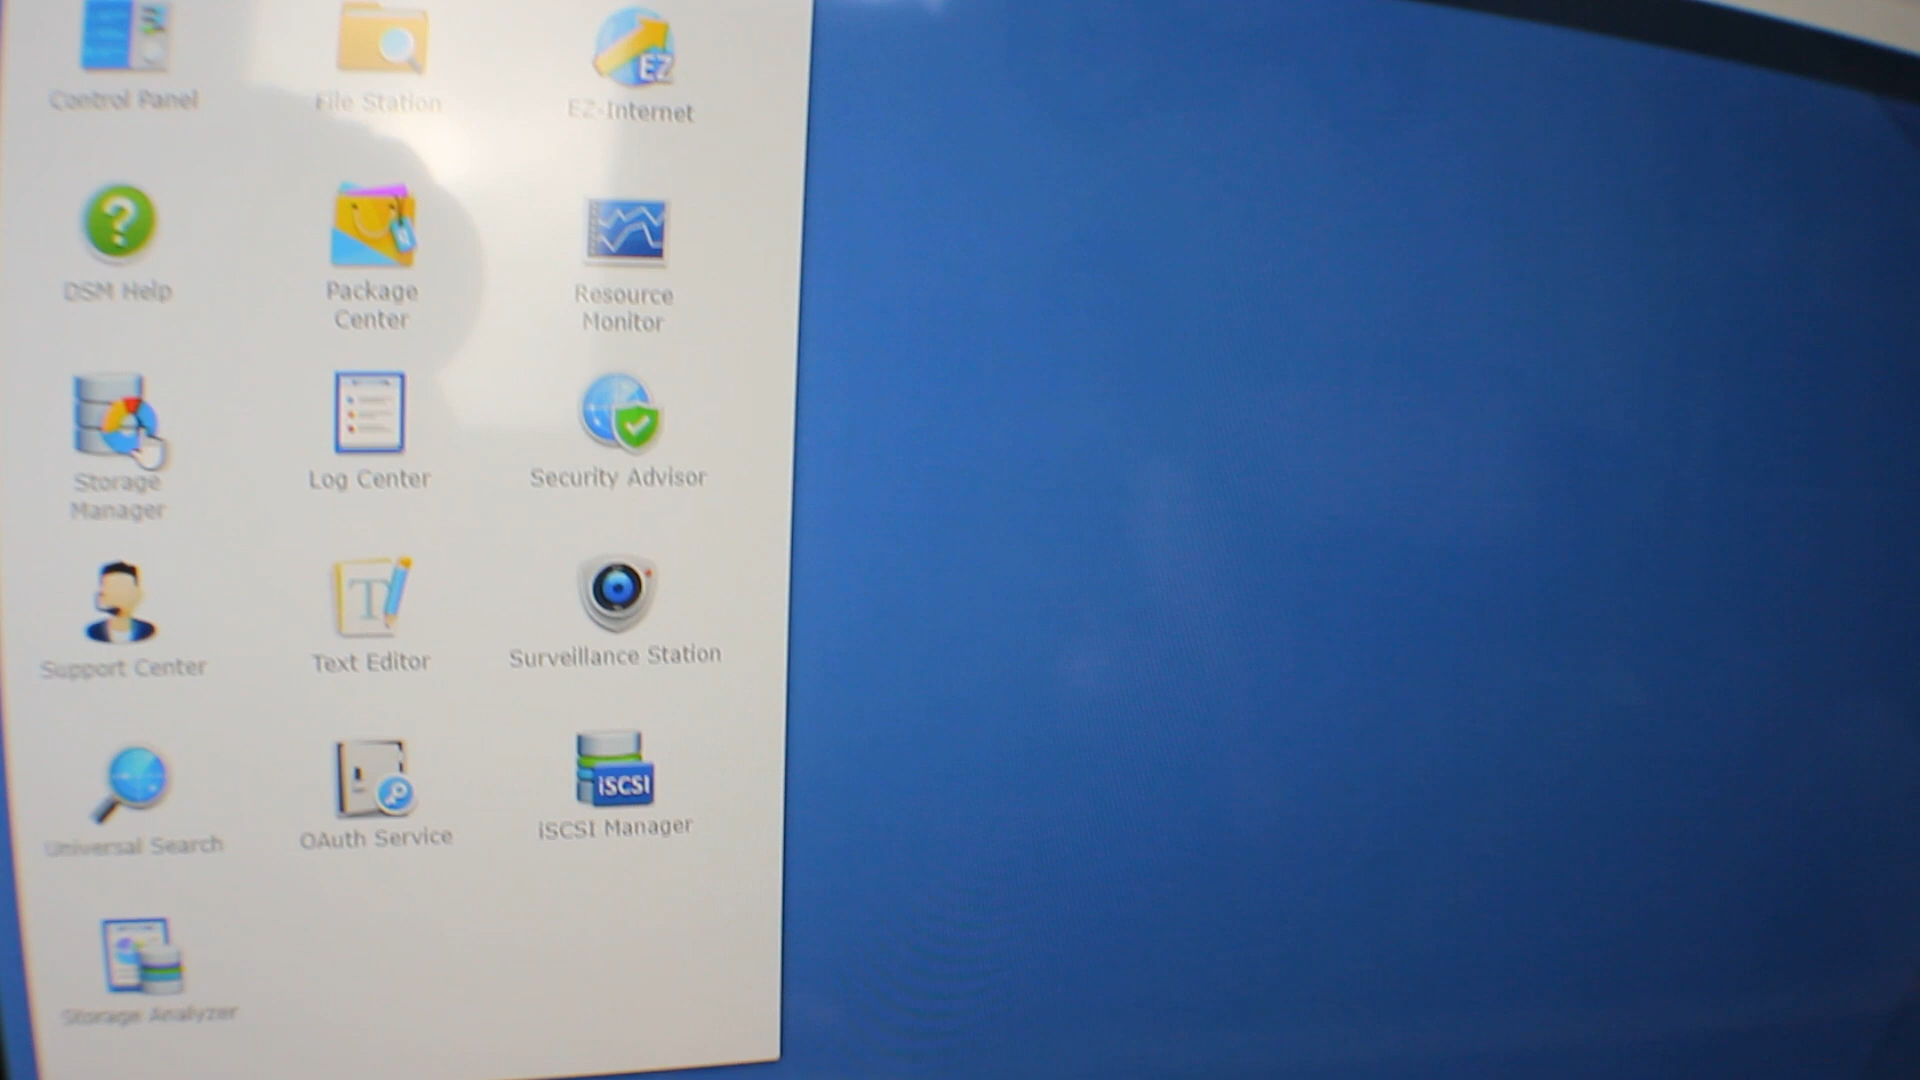 Control Panel
File Station
EZ
EZ-Internet
DSM Help
Package
Center
Resource
Monitor
Storage
Manager
Log Center
Security Advisor
Support Center
T
Text Editor
Surveillance Station
Universal Search
OAuth Service
iSCSI
iSCSI Manager
Storage Analyzer